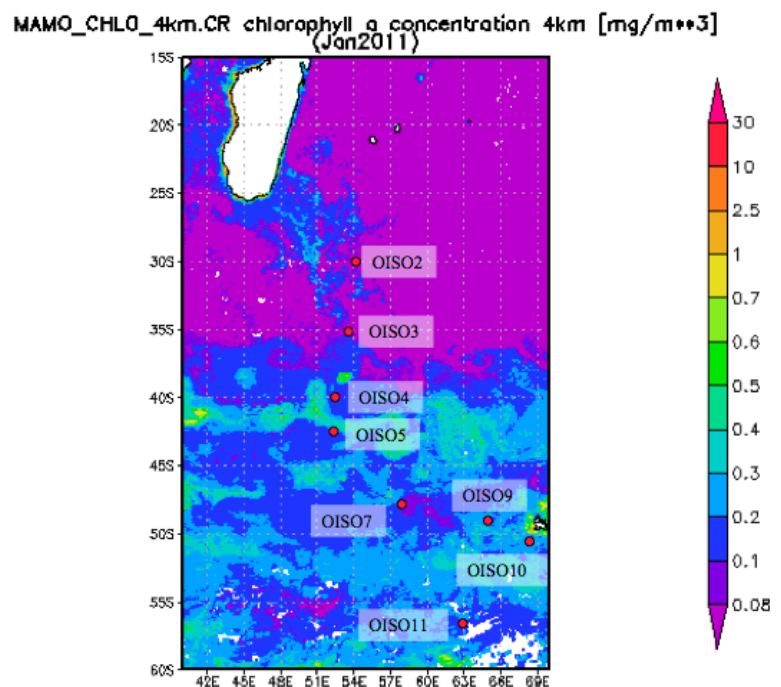 MAMO_CHLO_4km.CR chlorophyll a concentration 4km [mg/m**3]
(Jan2011)
15S
20S
25S
30S
35S
40S
45S
50S
55S
60S
OISO2
OISO3
OISO4
OISO5
OISO9
OISO7
OISO10
OISO11
42E 45E 48E 51E 54E 57E 60E 63E 66E 69E
30
10
2.5
1
0.7
0.6
0.5
0.4
0.3
0.2
0.1
0.08